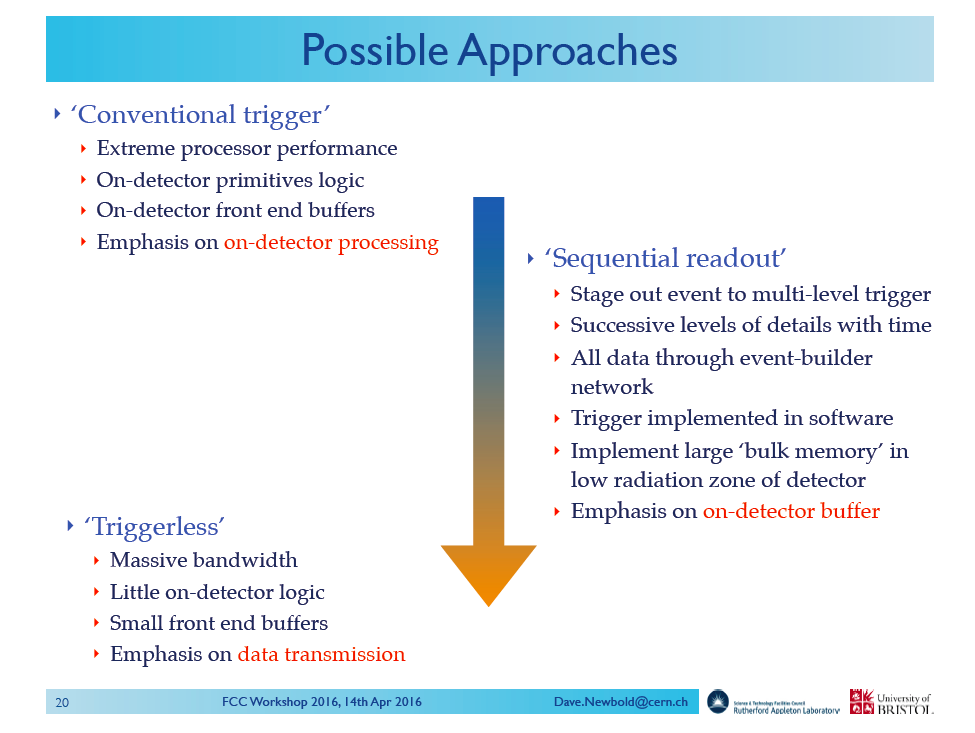 Possible Approaches
‘Conventional trigger’
Extreme processor performance
On-detector primitives logic
On-detector front end buffers
Emphasis on on-detector processing
‘Sequential readout’
Stage out event to multi-level trigger
Successive levels of details with time
All data through event-builder
network
Trigger implemented in software
Implement large ‘bulk memory’ in
low radiation zone of detector
Emphasis on on-detector buffer
‘Triggerless’
Massive bandwidth
Little on-detector logic
Small front end buffers
Emphasis on data transmission
20
FCC Workshop 2016, 14th Apr 2016
Dave.Newbold@cern.ch
Science & Technology Facilities Council
Rutherford Appleton Laboratory
University of
BRISTOL